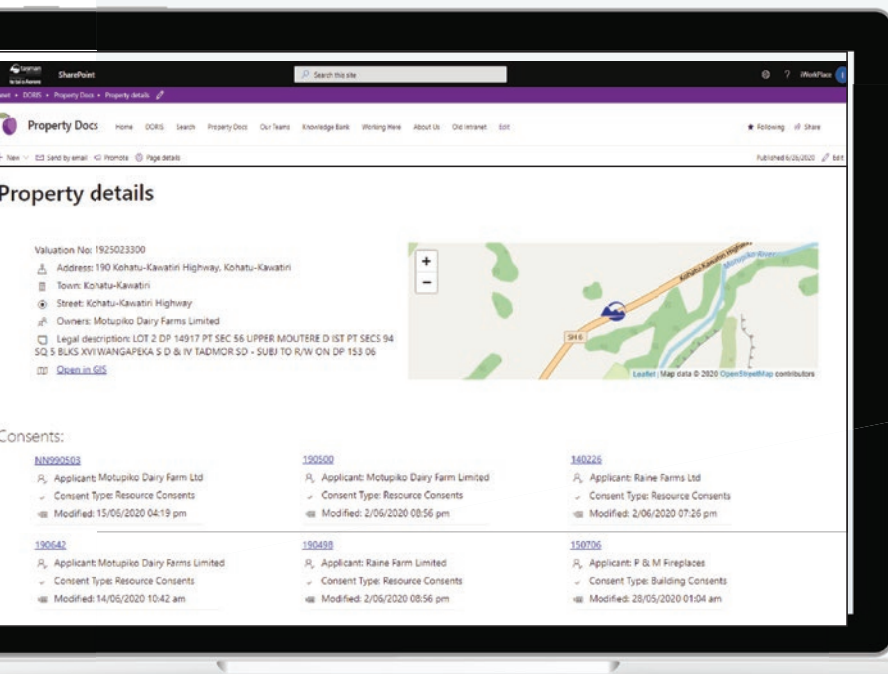 tasman
SharePoint
Search this site
?
iWorkPlace
DORIS • Property Docs • Property details
Property Docs
Home DORIS Search Property Docs Our Teams Knowledge Bank Working Here About Us Old Intranet Edit
Following Share
New Send by email Promote Page details
Published 6/26/2020 Edit
Property details
Valuation No: 1925023300
Address: 190 Kohatu-Kawatiri Highway, Kohatu-Kawatiri
Town: Kohatu-Kawatiri
Street: Kohatu-Kawatiri Highway
Owners: Motupiko Dairy Farms Limited
Legal description: LOT 2 DP 14917 PT SEC 56 UPPER MOUTERE D IST PT SECS 94
SQ 5 BLKS XVI WANGAPEKA S D & IV TADMOR SD - SUBJ TO R/W ON DP 153 06
Open in GIS
+
−
Kohatu-Kawatiri Highway
Motupiko River
SH 6
Leaflet | Map data © 2020 OpenStreetMap contributors
Consents:
NN990503
Applicant: Motupiko Dairy Farm Ltd
Consent Type: Resource Consents
Modified: 15/06/2020 04:19 pm
190500
Applicant: Motupiko Dairy Farm Limited
Consent Type: Resource Consents
Modified: 2/06/2020 08:56 pm
140226
Applicant: Raine Farms Ltd
Consent Type: Resource Consents
Modified: 2/06/2020 07:26 pm
190642
Applicant: Motupiko Dairy Farms Limited
Consent Type: Resource Consents
Modified: 14/05/2020 10:42 am
190498
Applicant: Raine Farm Limited
Consent Type: Resource Consents
Modified: 2/06/2020 08:56 pm
150706
Applicant: P & M Fireplaces
Consent Type: Building Consents
Modified: 28/05/2020 01:04 am